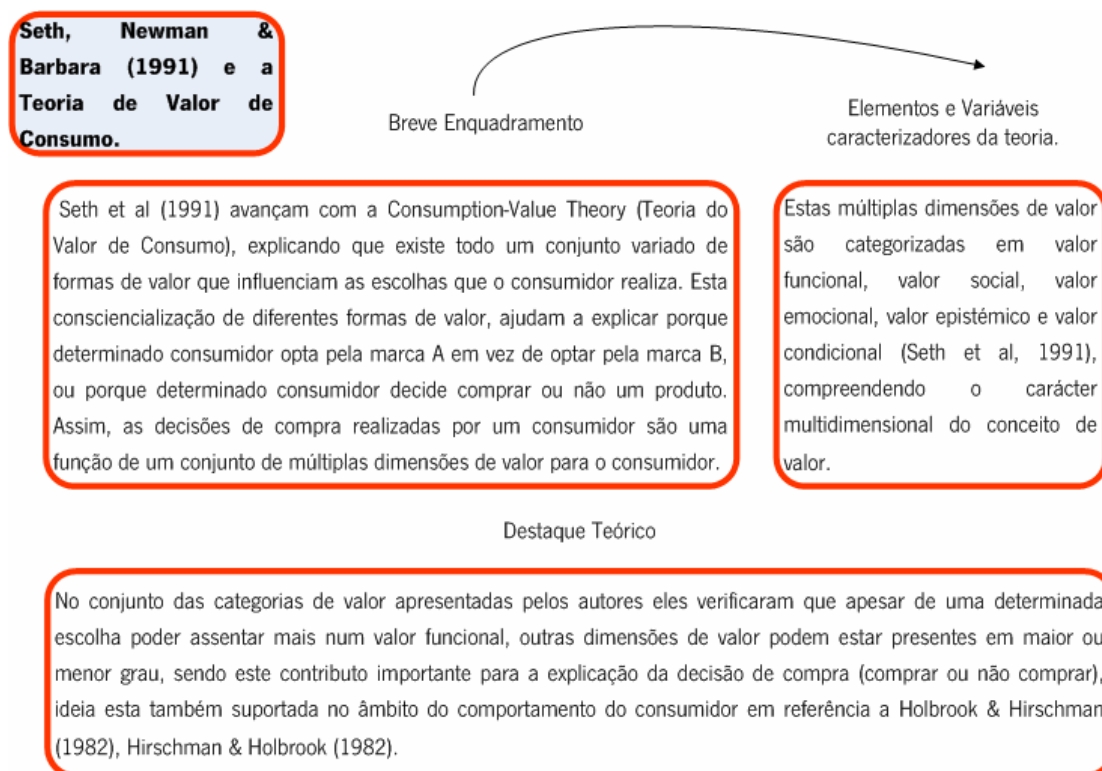 Seth, Newman &
Barbara (1991) e a
Teoria de Valor de
Consumo.
Breve Enquadramento
Elementos e Variáveis
caracterizadores da teoria.
Seth et al (1991) avançam com a Consumption-Value Theory (Teoria do
Valor de Consumo), explicando que existe todo um conjunto variado de
formas de valor que influenciam as escolhas que o consumidor realiza. Esta
consciencialização de diferentes formas de valor, ajudam a explicar porque
determinado consumidor opta pela marca A em vez de optar pela marca B,
ou porque determinado consumidor decide comprar ou não um produto.
Assim, as decisões de compra realizadas por um consumidor são uma
função de um conjunto de múltiplas dimensões de valor para o consumidor.
Estas múltiplas dimensões de valor
são categorizadas em valor
funcional, valor social, valor
emocional, valor epistémico e valor
condicional (Seth et al, 1991),
compreendendo o carácter
multidimensional do conceito de
valor.
Destaque Teórico
No conjunto das categorias de valor apresentadas pelos autores eles verificaram que apesar de uma determinada
escolha poder assentar mais num valor funcional, outras dimensões de valor podem estar presentes em maior ou
menor grau, sendo este contributo importante para a explicação da decisão de compra (comprar ou não comprar),
ideia esta também suportada no âmbito do comportamento do consumidor em referência a Holbrook & Hirschman
(1982), Hirschman & Holbrook (1982).